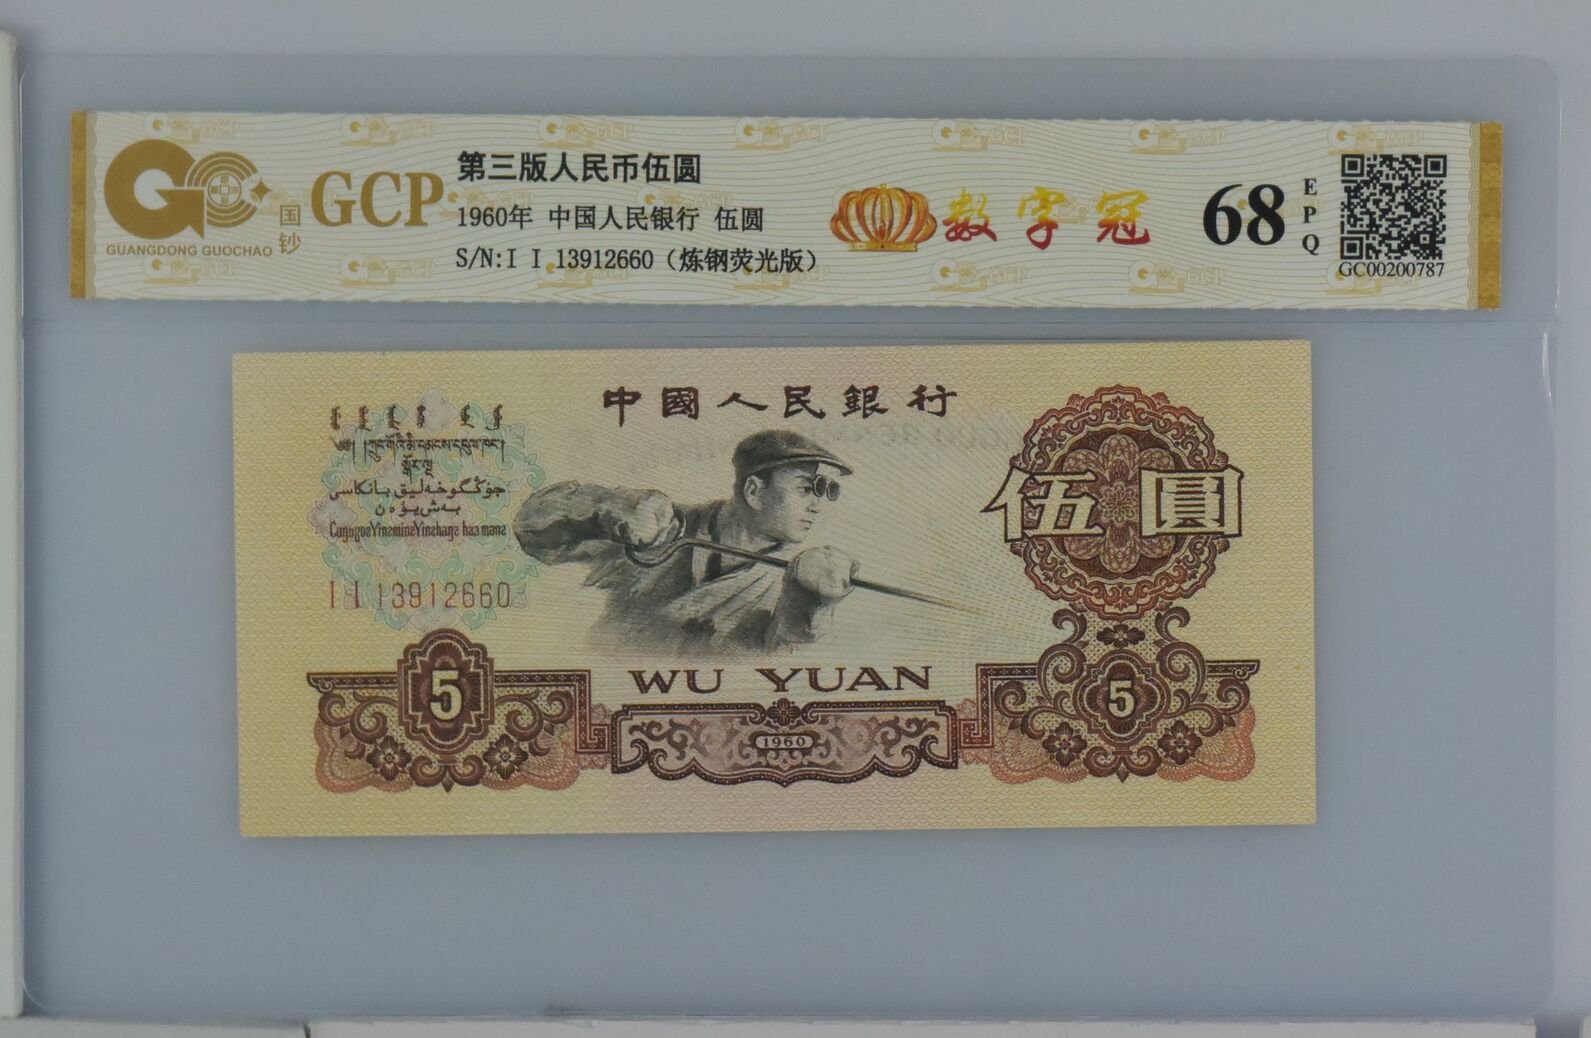 GCP
GUANGDONG GUOCHAO
国钞
第三版人民币伍圆
1960年 中国人民银行 伍圆
S/N:I I 13912660（炼钢荧光版）
数字冠
68
EPQ
GC00200787
中國人民銀行
I I 13912660
伍圆
WU YUAN
5
5
1960